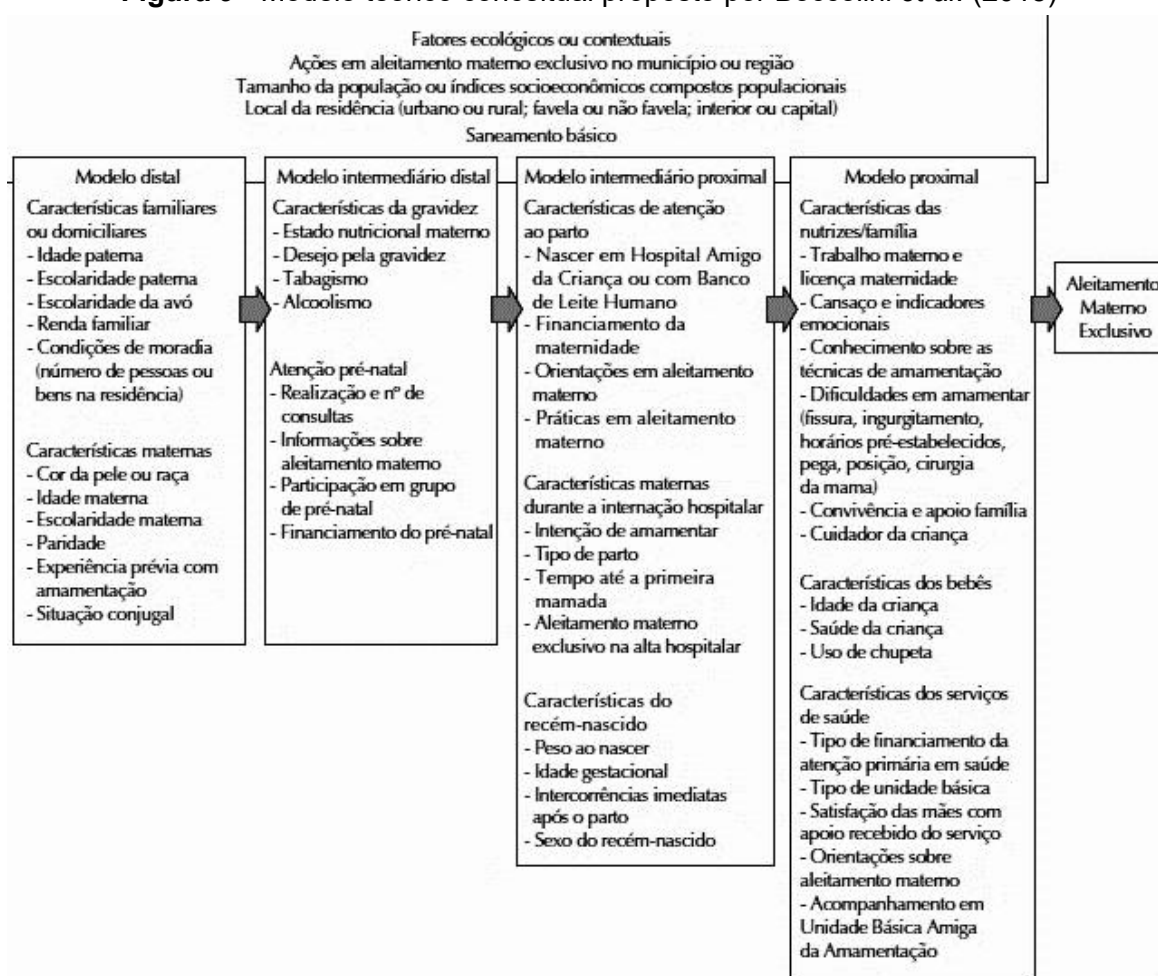 Figura 3 - Modelo teórico conceitual proposto por Boccolini et al. (2015)
Fatores ecológicos ou contextuais
Ações em aleitamento materno exclusivo no município ou região
Tamanho da população ou índices socioeconômicos compostos populacionais
Local da residência (urbano ou rural; favela ou não favela; interior ou capital)
Saneamento básico
Modelo distal
Características familiares
ou domiciliares
- Idade paterna
- Escolaridade paterna
- Escolaridade da avó
- Renda familiar
- Condições de moradia
(número de pessoas ou
bens na residência)
Características maternas
- Cor da pele ou raça
- Idade materna
- Escolaridade materna
- Paridade
- Experiência prévia com
amamentação
- Situação conjugal
Modelo intermediário distal
Características da gravidez
- Estado nutricional materno
- Desejo pela gravidez
- Tabagismo
- Alcoolismo
Atenção pré-natal
- Realização e nº de
consultas
- Informações sobre
aleitamento materno
- Participação em grupo
de pré-natal
- Financiamento do pré-natal
Modelo intermediário proximal
Características de atenção
ao parto
- Nascer em Hospital Amigo
da Criança ou com Banco
de Leite Humano
- Financiamento da
maternidade
- Orientações em aleitamento
materno
- Práticas em aleitamento
materno
Características maternas
durante a internação hospitalar
- Intenção de amamentar
- Tipo de parto
- Tempo até a primeira
mamada
- Aleitamento materno
exclusivo na alta hospitalar
Características do
recém-nascido
- Peso ao nascer
- Idade gestacional
- Intercorrências imediatas
após o parto
- Sexo do recém-nascido
Modelo proximal
Características das
nutrizes/família
- Trabalho materno e
licença maternidade
- Cansaço e indicadores
emocionais
- Conhecimento sobre as
técnicas de amamentação
- Dificuldades em amamentar
(fissura, ingurgitamento,
horários pré-estabelecidos,
pega, posição, cirurgia
da mama)
- Convivência e apoio família
- Cuidador da criança
Características dos bebês
- Idade da criança
- Saúde da criança
- Uso de chupeta
Características dos serviços
de saúde
- Tipo de financiamento da
atenção primária em saúde
- Tipo de unidade básica
- Satisfação das mães com
apoio recebido do serviço
- Orientações sobre
aleitamento materno
- Acompanhamento em
Unidade Básica Amiga
da Amamentação
Aleitamento
Materno
Exclusivo